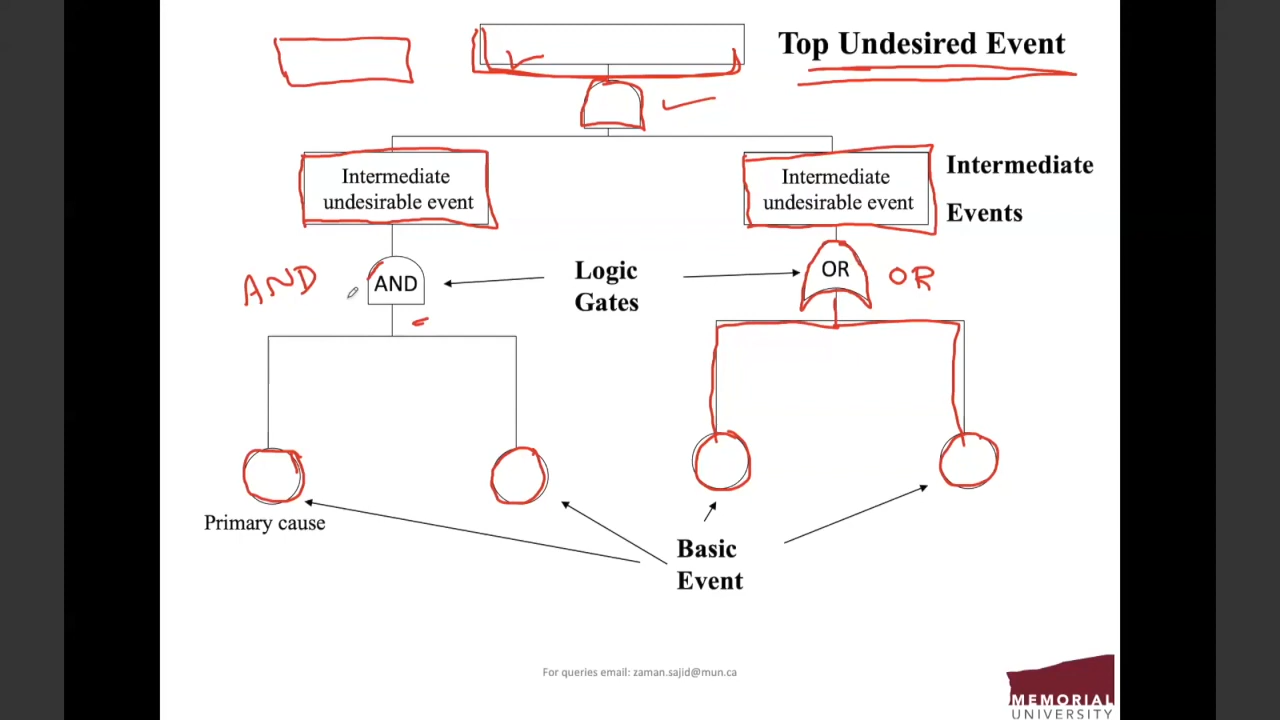 Top Undesired Event
Intermediate
undesirable event
Intermediate
undesirable event
Intermediate
Events
AND
AND
Logic
Gates
OR
OR
Primary cause
Basic
Event
For queries email: zaman.sajid@mun.ca
MEMORIAL
UNIVERSITY